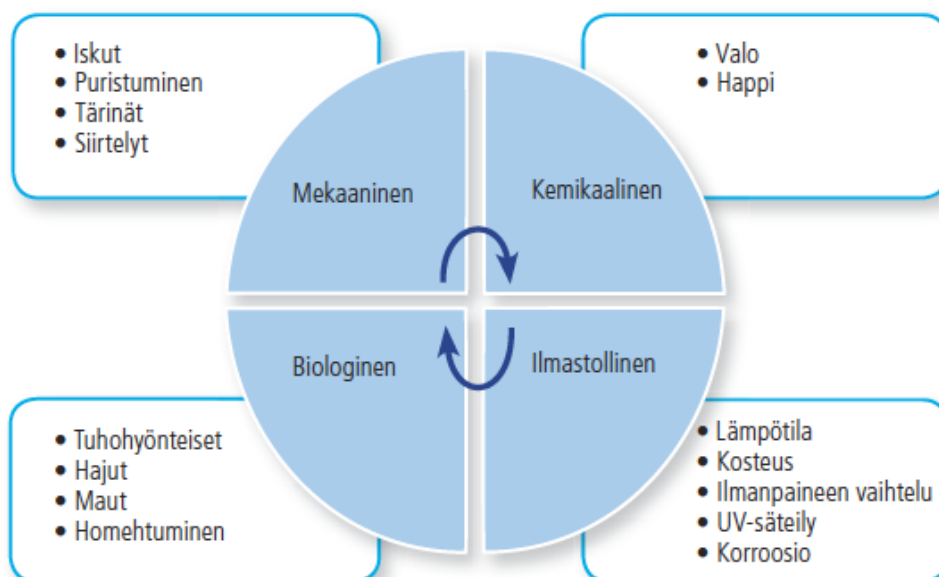 • Iskut
• Puristuminen
• Tärinät
• Siirtelyt
• Valo
• Happi
Mekaaninen
Kemikaalinen
Biologinen
Ilmastollinen
• Tuhohyönteiset
• Hajut
• Maut
• Homehtuminen
• Lämpötila
• Kosteus
• Ilmanpaineen vaihtelu
• UV-säteily
• Korroosio